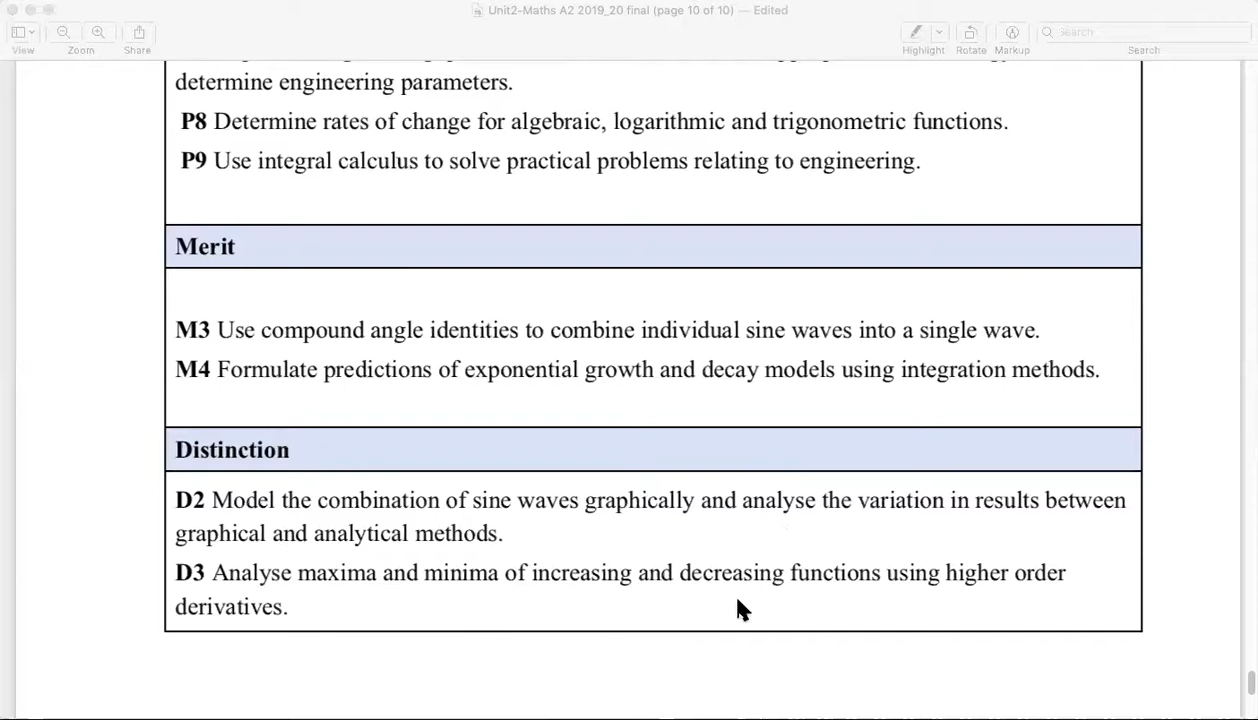 Unit2-Maths A2 2019_20 final (page 10 of 10) — Edited
View
Zoom
Share
Highlight
Rotate
Markup
Search
Search
determine engineering parameters.
P8 Determine rates of change for algebraic, logarithmic and trigonometric functions.
P9 Use integral calculus to solve practical problems relating to engineering.
Merit
M3 Use compound angle identities to combine individual sine waves into a single wave.
M4 Formulate predictions of exponential growth and decay models using integration methods.
Distinction
D2 Model the combination of sine waves graphically and analyse the variation in results between
graphical and analytical methods.
D3 Analyse maxima and minima of increasing and decreasing functions using higher order
derivatives.